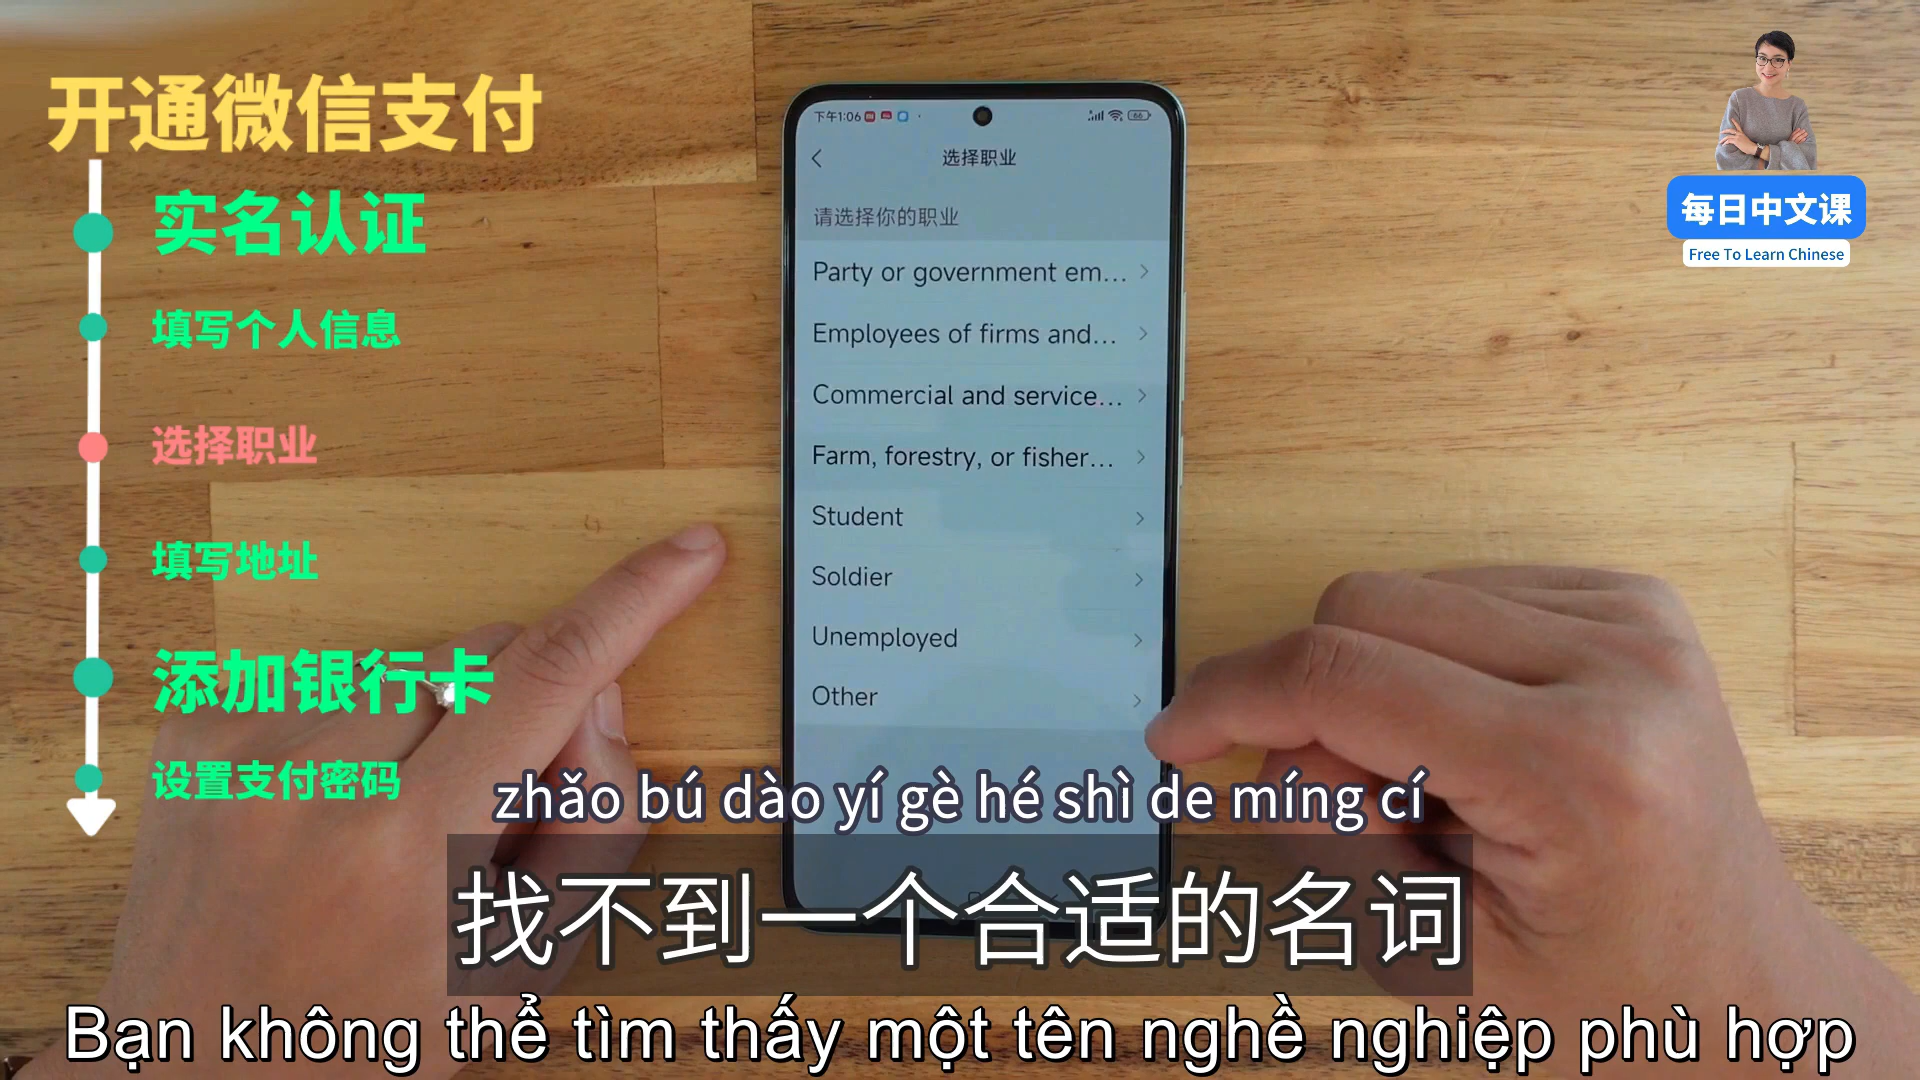 开通微信支付
实名认证
填写个人信息
选择职业
填写地址
添加银行卡
设置支付密码
下午1:06
66
选择职业
请选择你的职业
Party or government em...
Employees of firms and...
Commercial and service...
Farm, forestry, or fisher...
Student
Soldier
Unemployed
Other
每日中文课
Free To Learn Chinese
zhǎo bú dào yí gè hé shì de míng cí
找不到一个合适的名词
Bạn không thể tìm thấy một tên nghề nghiệp phù hợp